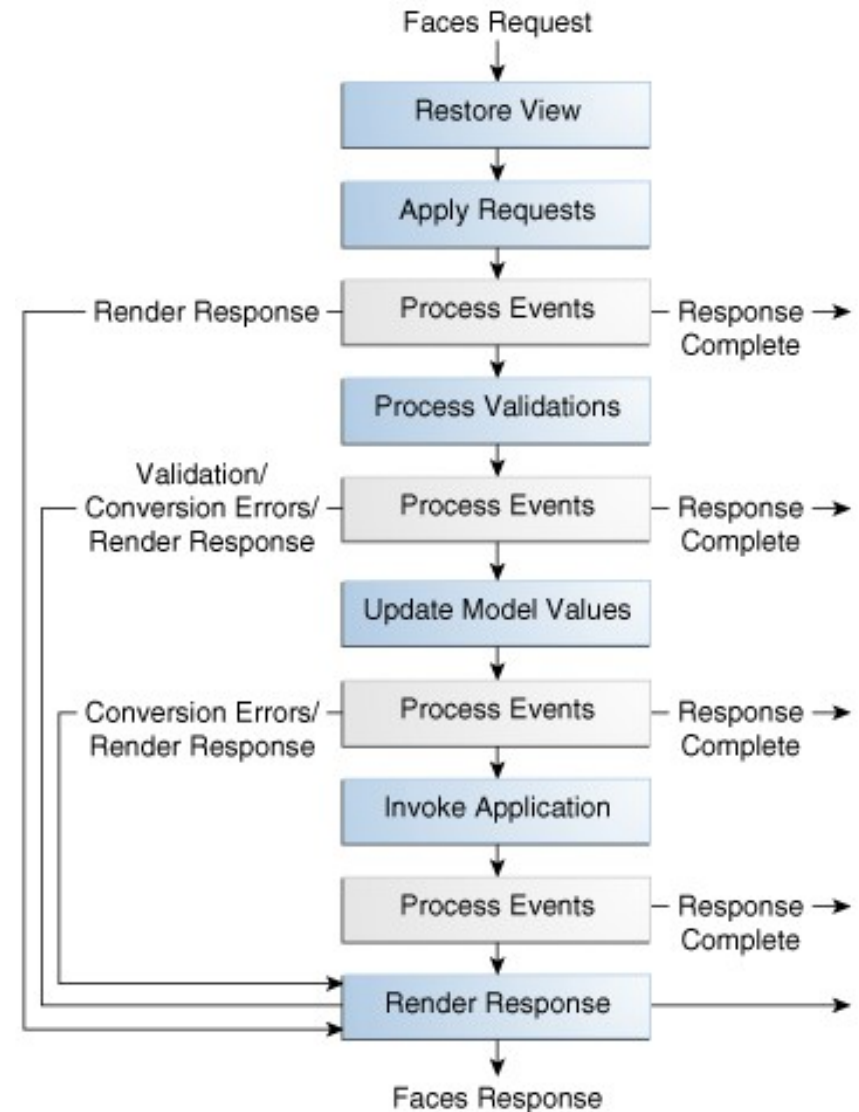 Faces Request
Restore View
Apply Requests
Render Response
Process Events
Response
Complete
Process Validations
Validation/
Conversion Errors/
Render Response
Process Events
Response
Complete
Update Model Values
Conversion Errors/
Render Response
Process Events
Response
Complete
Invoke Application
Process Events
Response
Complete
Render Response
Faces Response